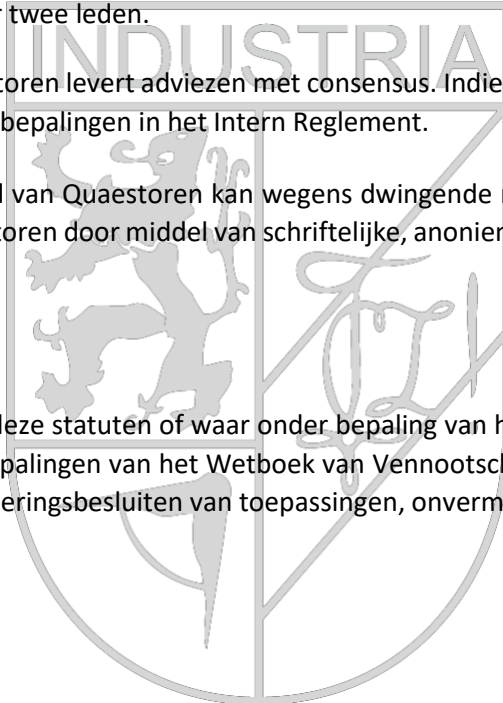 r twee leden.
INDUSTRIA
toren levert adviezen met consensus. Indie
bepalingen in het Intern Reglement.
l van Quaestoren kan wegens dwingende
toren door middel van schriftelijke, anonien
deze statuten of waar onder bepaling van h
palingen van het Wetboek van Vennootsch
eringsbesluiten van toepassingen, onverm